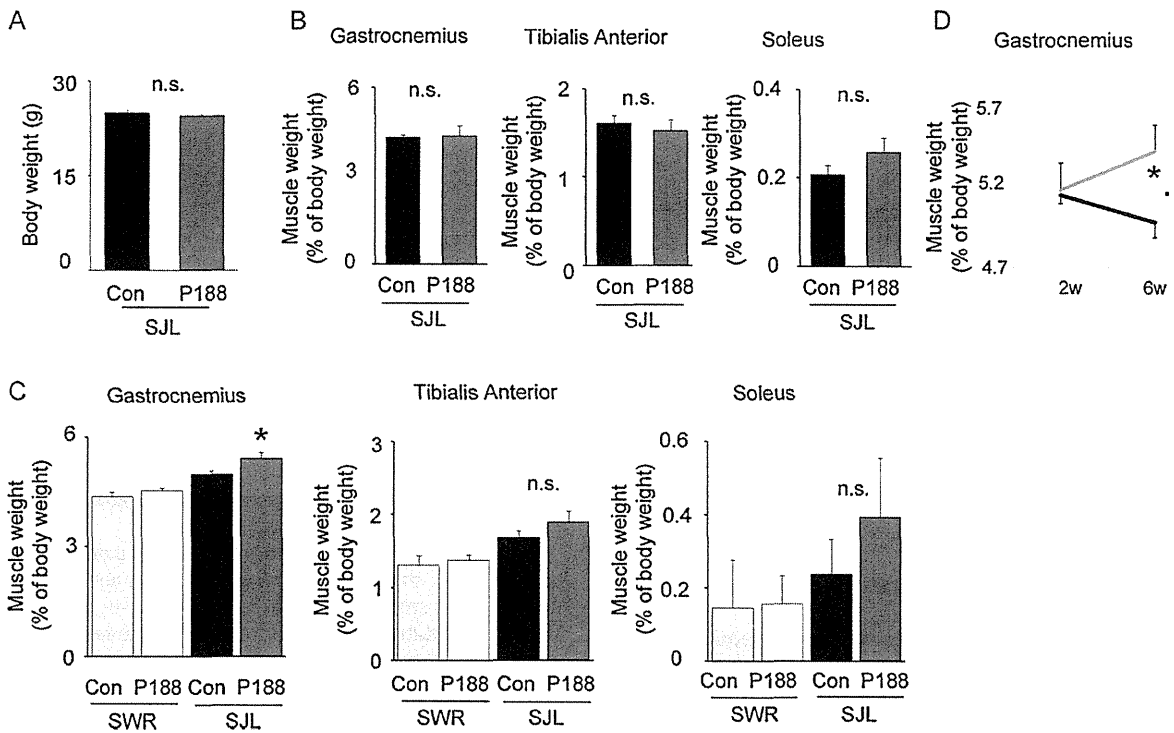 A
Body weight (g)
30
15
0
n.s.
Con P188
SJL
B
Gastrocnemius
Muscle weight
(% of body weight)
6
3
0
n.s.
Con P188
SJL
Tibialis Anterior
Muscle weight
(% of body weight)
2
1
0
n.s.
Con P188
SJL
Soleus
Muscle weight
(% of body weight)
0.4
0.2
0
n.s.
Con P188
SJL
D
Gastrocnemius
Muscle weight
(% of body weight)
5.7
5.2
4.7
*
2w 6w
C
Gastrocnemius
Muscle weight
(% of body weight)
6
3
0
*
Con P188 Con P188
SWR SJL
Tibialis Anterior
Muscle weight
(% of body weight)
3
2
1
0
n.s.
Con P188 Con P188
SWR SJL
Soleus
Muscle weight
(% of body weight)
0.6
0.4
0.2
0
n.s.
Con P188 Con P188
SWR SJL